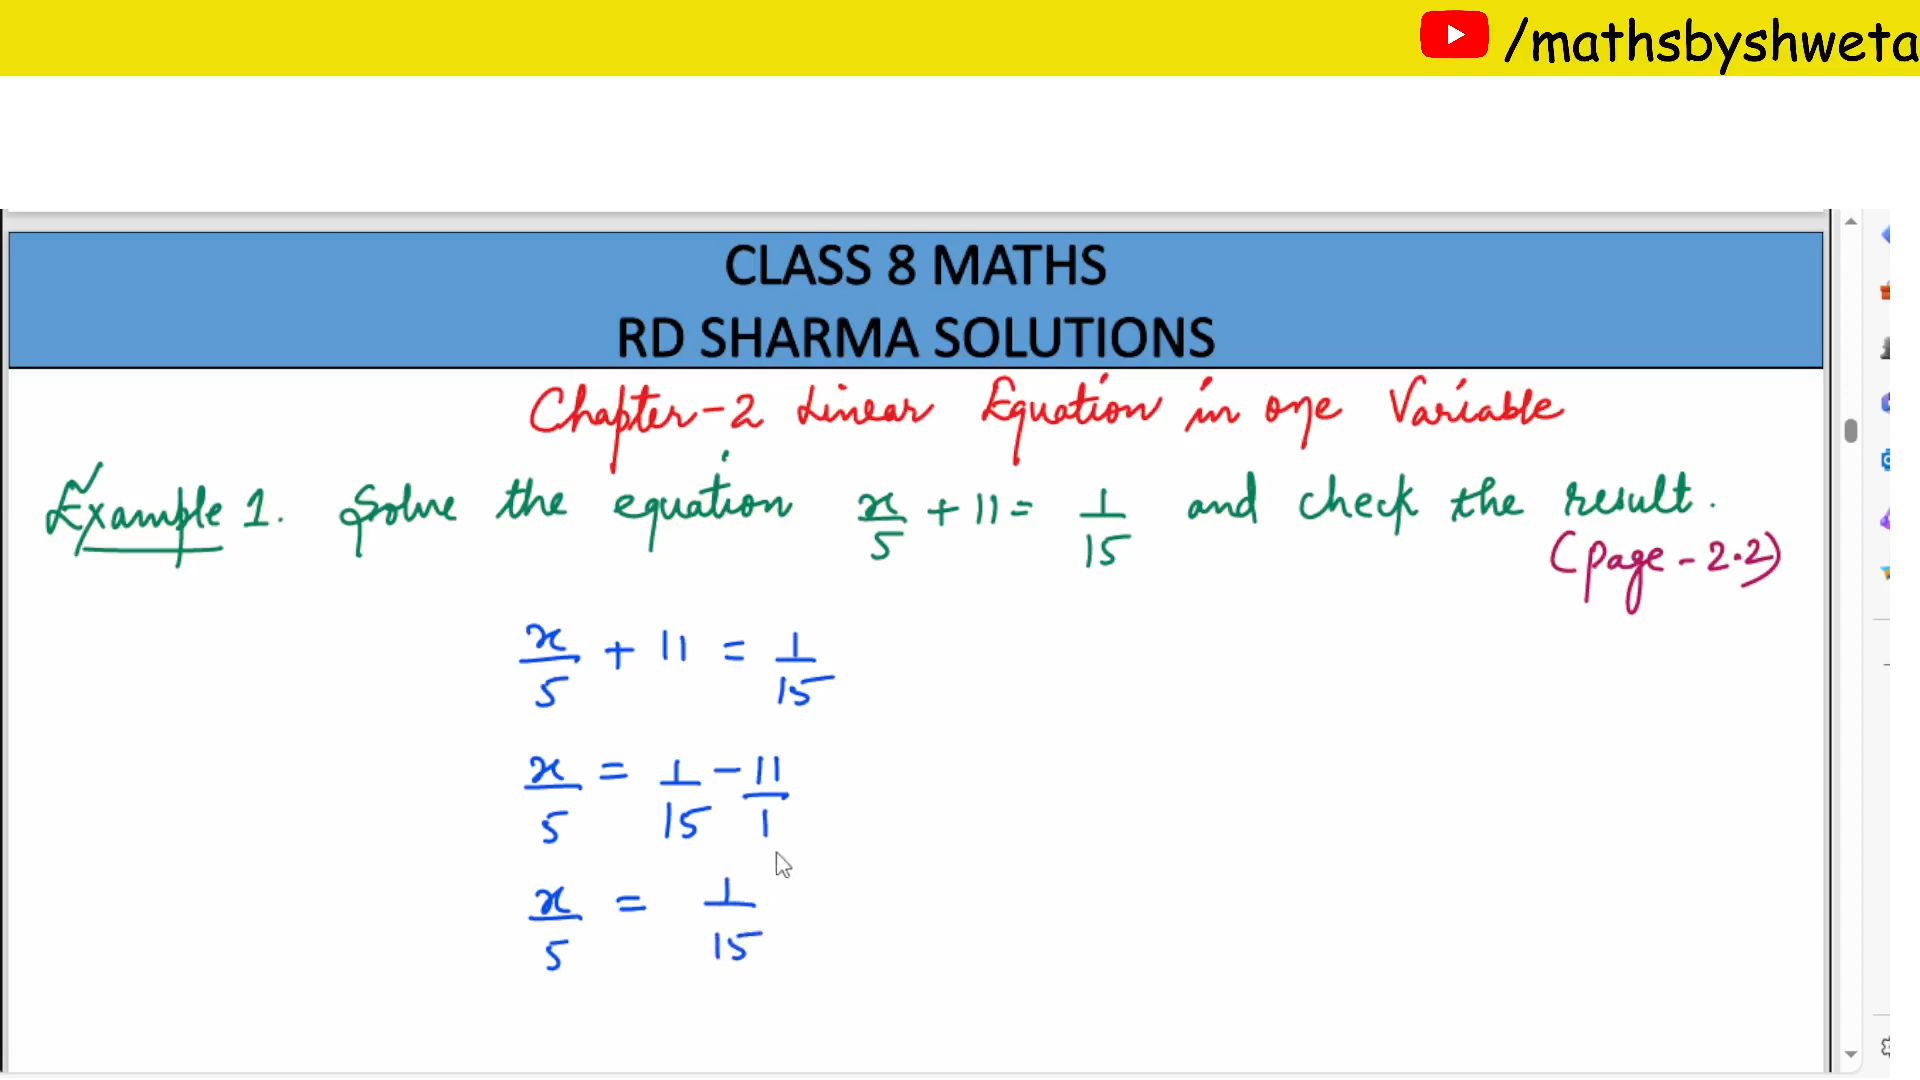 /mathsbyshweta
CLASS 8 MATHS
RD SHARMA SOLUTIONS
Chapter-2 Linear Equation in one Variable
Example 1. Solve the equation x/5 + 11 = 1/15 and check the result.
(page - 2.2)
x/5 + 11 = 1/15
x/5 = 1/15 - 11/1
x/5 = 1/15